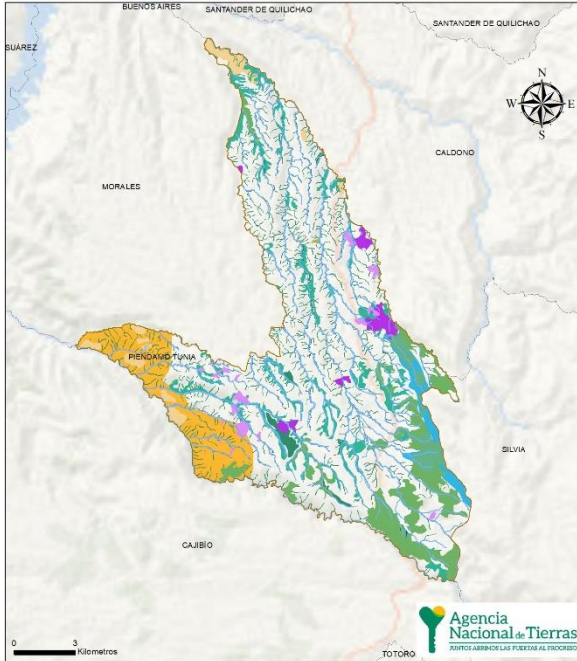 BUENOS AIRES
SANTANDER DE QUILICHAO
SANTANDER DE QUILICHAO
SUÁREZ
N
W
E
S
CALDONO
MORALES
PIENDAMÓ TUNÍA
SILVIA
CAJIBÍO
0 3
Kilometros
TOTORÓ
Agencia
Nacional de Tierras
JUNTOS ABRIMOS LAS PUERTAS AL PROGRESO